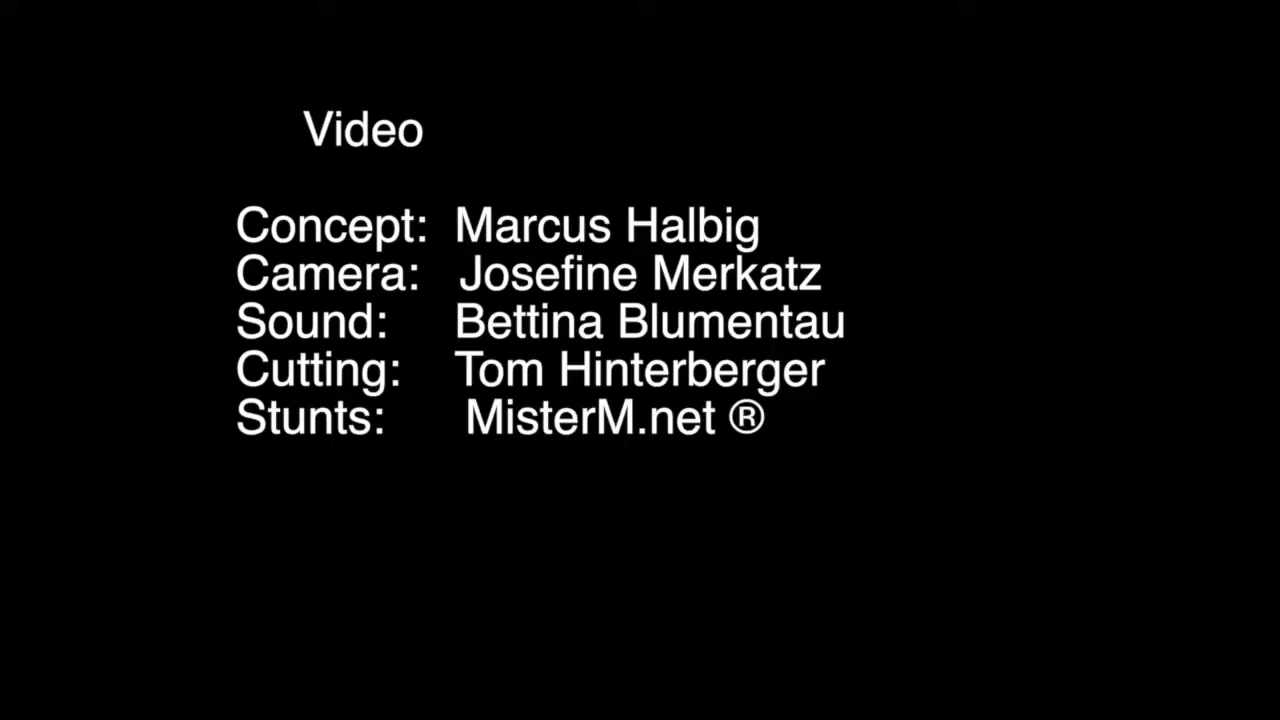 Video
Concept: Marcus Halbig
Camera: Josefine Merkatz
Sound: Bettina Blumentau
Cutting: Tom Hinterberger
Stunts: MisterM.net ®